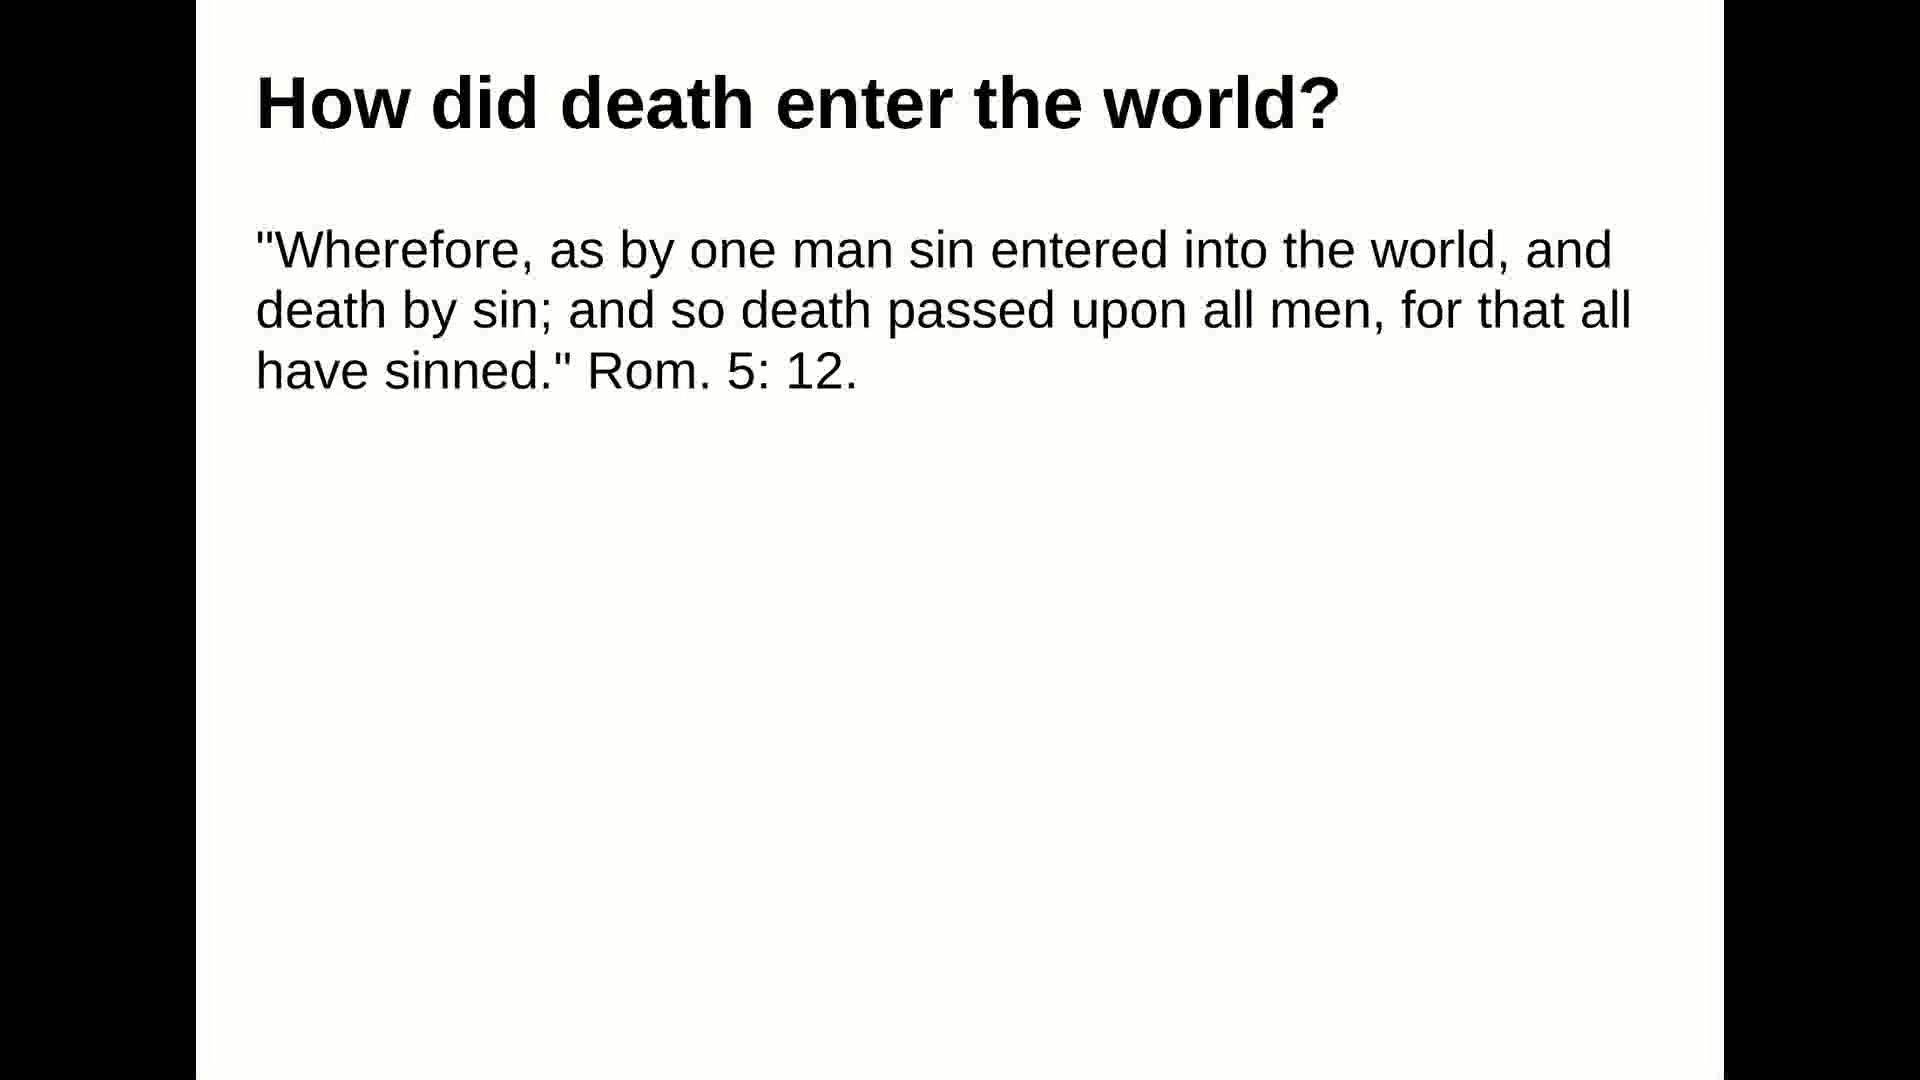 How did death enter the world?
"Wherefore, as by one man sin entered into the world, and
death by sin; and so death passed upon all men, for that all
have sinned." Rom. 5: 12.